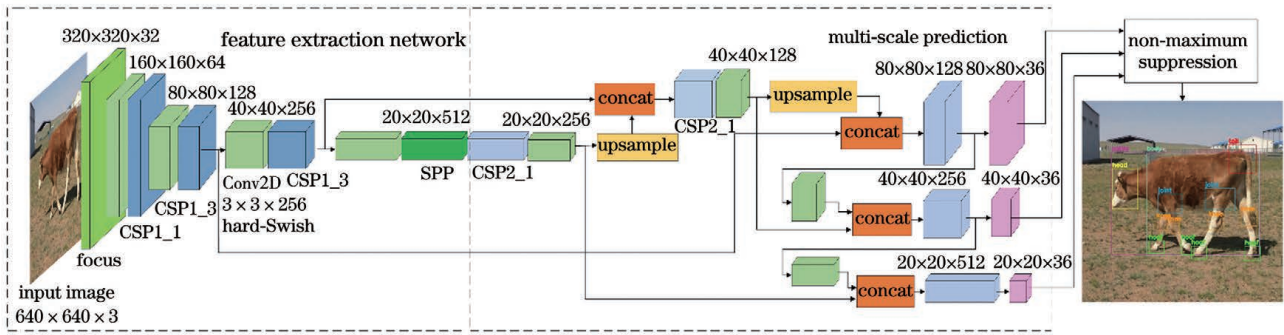 feature extraction network
multi-scale prediction
320×320×32
160×160×64
80×80×128
40×40×256
Conv2D
3×3×256
hard-Swish
CSP1_1
CSP1_3
CSP1_3
focus
input image
640×640×3
20×20×512
SPP
CSP2_1
20×20×256
concat
upsample
40×40×128
CSP2_1
upsample
concat
80×80×128
80×80×36
concat
40×40×256
40×40×36
concat
20×20×512
20×20×36
non-maximum
suppression
head
joint
joint